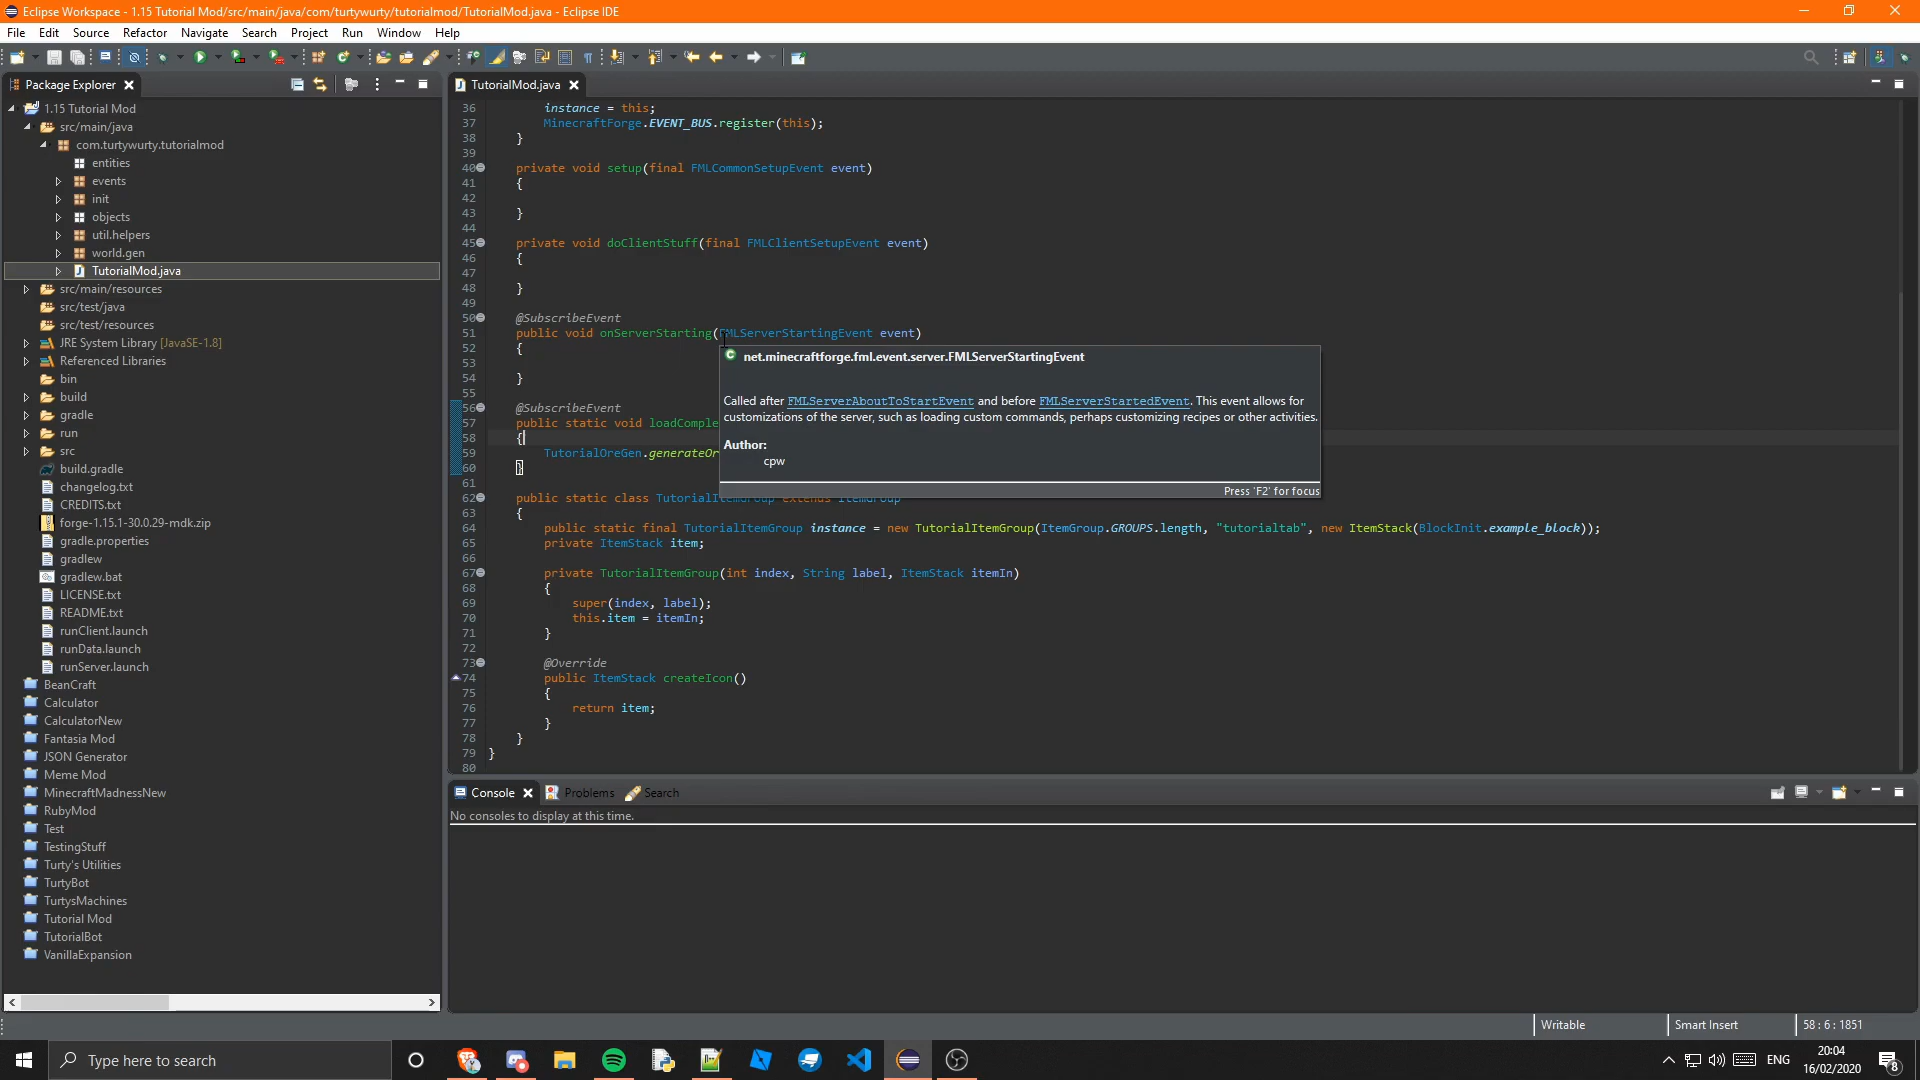 Eclipse Workspace - 1.15 Tutorial Mod/src/main/java/com/turtywurty/tutorialmod/TutorialMod.java - Eclipse IDE
File Edit Source Refactor Navigate Search Project Run Window Help
Package Explorer
1.15 Tutorial Mod
src/main/java
com.turtywurty.tutorialmod
entities
events
init
objects
util.helpers
world.gen
TutorialMod.java
src/main/resources
src/test/java
src/test/resources
JRE System Library [JavaSE-1.8]
Referenced Libraries
bin
build
gradle
run
src
build.gradle
changelog.txt
CREDITS.txt
forge-1.15.1-30.0.29-mdk.zip
gradle.properties
gradlew
gradlew.bat
LICENSE.txt
README.txt
runClient.launch
runData.launch
runServer.launch
BeanCraft
Calculator
CalculatorNew
Fantasia Mod
JSON Generator
Meme Mod
MinecraftMadnessNew
RubyMod
Test
TestingStuff
Turty's Utilities
TurtyBot
TurtysMachines
Tutorial Mod
TutorialBot
VanillaExpansion
TutorialMod.java
36 instance = this;
37 MinecraftForge.EVENT_BUS.register(this);
38 }
39
40 private void setup(final FMLCommonSetupEvent event)
41 {
42
43 }
44
45 private void doClientStuff(final FMLClientSetupEvent event)
46 {
47
48 }
49
50 @SubscribeEvent
51 public void onServerStarting(FMLServerStartingEvent event)
52 {
53
54 }
55
56 @SubscribeEvent
57 public static void loadComple
58 {
59 TutorialOreGen.generateOr
60 }
61
62 public static class TutorialItemGroup extends ItemGroup
63 {
64 public static final TutorialItemGroup instance = new TutorialItemGroup(ItemGroup.GROUPS.length, "tutorialtab", new ItemStack(BlockInit.example_block));
65 private ItemStack item;
66
67 private TutorialItemGroup(int index, String label, ItemStack itemIn)
68 {
69 super(index, label);
70 this.item = itemIn;
71 }
72
73 @Override
74 public ItemStack createIcon()
75 {
76 return item;
77 }
78 }
79 }
80
net.minecraftforge.fml.event.server.FMLServerStartingEvent
Called after FMLServerAboutToStartEvent and before FMLServerStartedEvent. This event allows for
customizations of the server, such as loading custom commands, perhaps customizing recipes or other activities.
Author:
cpw
Press 'F2' for focus
Console Problems Search
No consoles to display at this time.
Writable Smart Insert 58 : 6 : 1851
Type here to search
ENG
20:04
16/02/2020
8